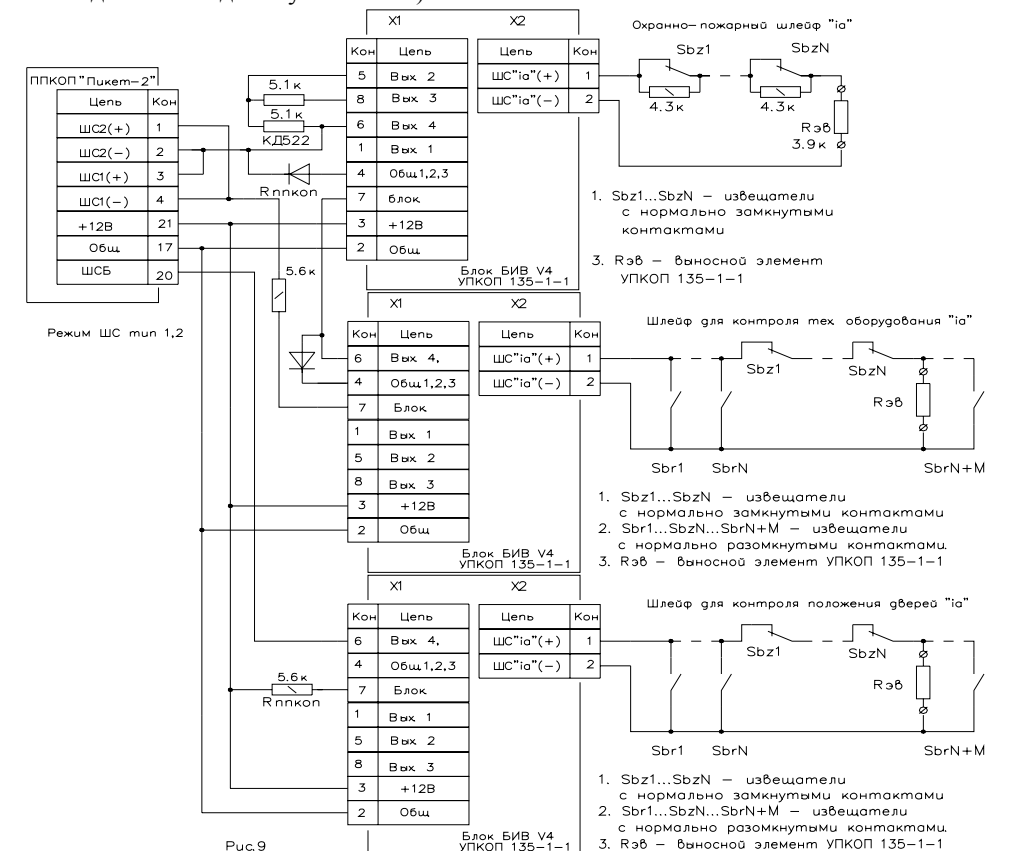 Охранно-пожарный шлейф "ia"
Sbz1
SbzN
4.3к
4.3к
Rэв
3.9к
ППКОП "Пикет-2"
Цепь Кон
ШС2(+) 1
ШС2(-) 2
ШС1(+) 3
ШС1(-) 4
+12В 21
Общ 17
ШСБ 20
Режим ШС тип 1,2
5.1к
5.1к
КД522
Rппкоп
5.6к
X1 X2
Кон Цепь
5 Вых 2
8 Вых 3
6 Вых 4
1 Вых 1
4 Общ1,2,3
7 блок
3 +12В
2 Общ
Цепь Кон
ШС"ia"(+) 1
ШС"ia"(-) 2
Блок БИВ V4
УПКОП 135-1-1
1. Sbz1...SbzN – извещатели
с нормально замкнутыми
контактами
3. Rэв – выносной элемент
УПКОП 135-1-1
X1 X2
Кон Цепь
6 Вых 4,
4 Общ1,2,3
7 Блок
1 Вых 1
5 Вых 2
8 Вых 3
3 +12В
2 Общ
Цепь Кон
ШС"ia"(+) 1
ШС"ia"(-) 2
Блок БИВ V4
УПКОП 135-1-1
Шлейф для контроля тех. оборудования "ia"
Sbz1
SbzN
Rэв
Sbr1 SbrN SbrN+M
1. Sbz1...SbzN – извещатели
с нормально замкнутыми контактами
2. Sbr1...SbzN...SbrN+M – извещатели
с нормально разомкнутыми контактами.
3. Rэв – выносной элемент УПКОП 135-1-1
5.6к
Rппкоп
X1 X2
Кон Цепь
6 Вых 4,
4 Общ1,2,3
7 Блок
1 Вых 1
5 Вых 2
8 Вых 3
3 +12В
2 Общ
Цепь Кон
ШС"ia"(+) 1
ШС"ia"(-) 2
Блок БИВ V4
УПКОП 135-1-1
Шлейф для контроля положения дверей "ia"
Sbz1
SbzN
Rэв
Sbr1 SbrN SbrN+M
1. Sbz1...SbzN – извещатели
с нормально замкнутыми контактами
2. Sbr1...SbzN...SbrN+M – извещатели
с нормально разомкнутыми контактами.
3. Rэв – выносной элемент УПКОП 135-1-1
Рис.9